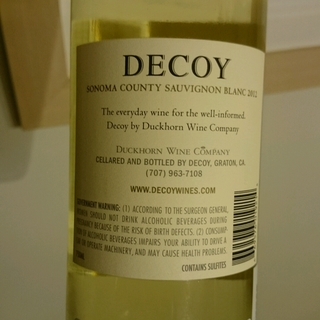 DECOY
SONOMA COUNTY SAUVIGNON BLANC 2012
The everyday wine for the well-informed.
Decoy by Duckhorn Wine Company
DUCKHORN WINE COMPANY
CELLARED AND BOTTLED BY DECOY, GRATON, CA
(707) 963-7108
WWW.DECOYWINES.COM
GOVERNMENT WARNING: (1) ACCORDING TO THE SURGEON GENERAL,
WOMEN SHOULD NOT DRINK ALCOHOLIC BEVERAGES DURING
PREGNANCY BECAUSE OF THE RISK OF BIRTH DEFECTS. (2) CONSUMP-
TION OF ALCOHOLIC BEVERAGES IMPAIRS YOUR ABILITY TO DRIVE A
CAR OR OPERATE MACHINERY, AND MAY CAUSE HEALTH PROBLEMS.
CONTAINS SULFITES